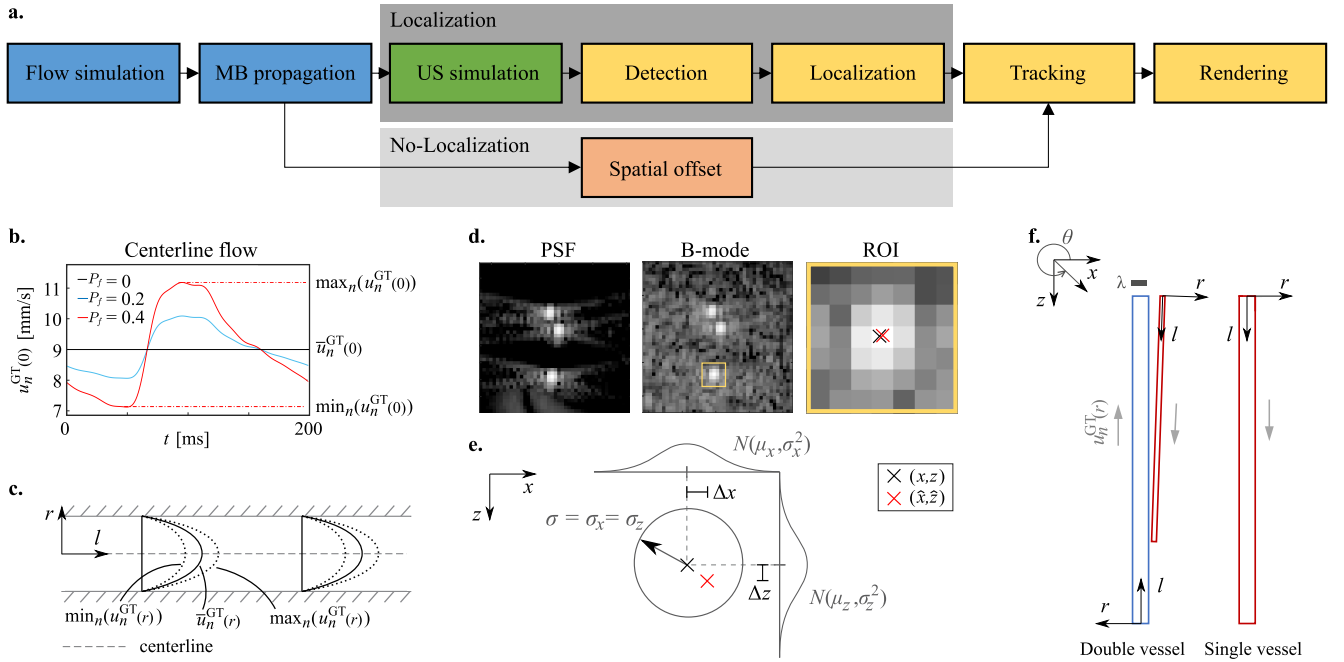 a.
Localization
Flow simulation
MB propagation
US simulation
Detection
Localization
Tracking
Rendering
No-Localization
Spatial offset
b.
Centerline flow
P_f = 0
P_f = 0.2
P_f = 0.4
11
10
9
8
7
u_n^GT(0) [mm/s]
0
200
t [ms]
max_n(u_n^GT(0))
u̅_n^GT(0)
min_n(u_n^GT(0))
c.
r
l
min_n(u_n^GT(r))
u̅_n^GT(r)
max_n(u_n^GT(r))
centerline
d.
PSF
B-mode
ROI
e.
x
z
N(μ_x,σ_x^2)
Δx
σ = σ_x = σ_z
Δz
N(μ_z,σ_z^2)
(x,z)
(x̂,ẑ)
f.
θ
x
z
λ
r
r
l
l
u_n^GT(r)
l
r
Double vessel
Single vessel